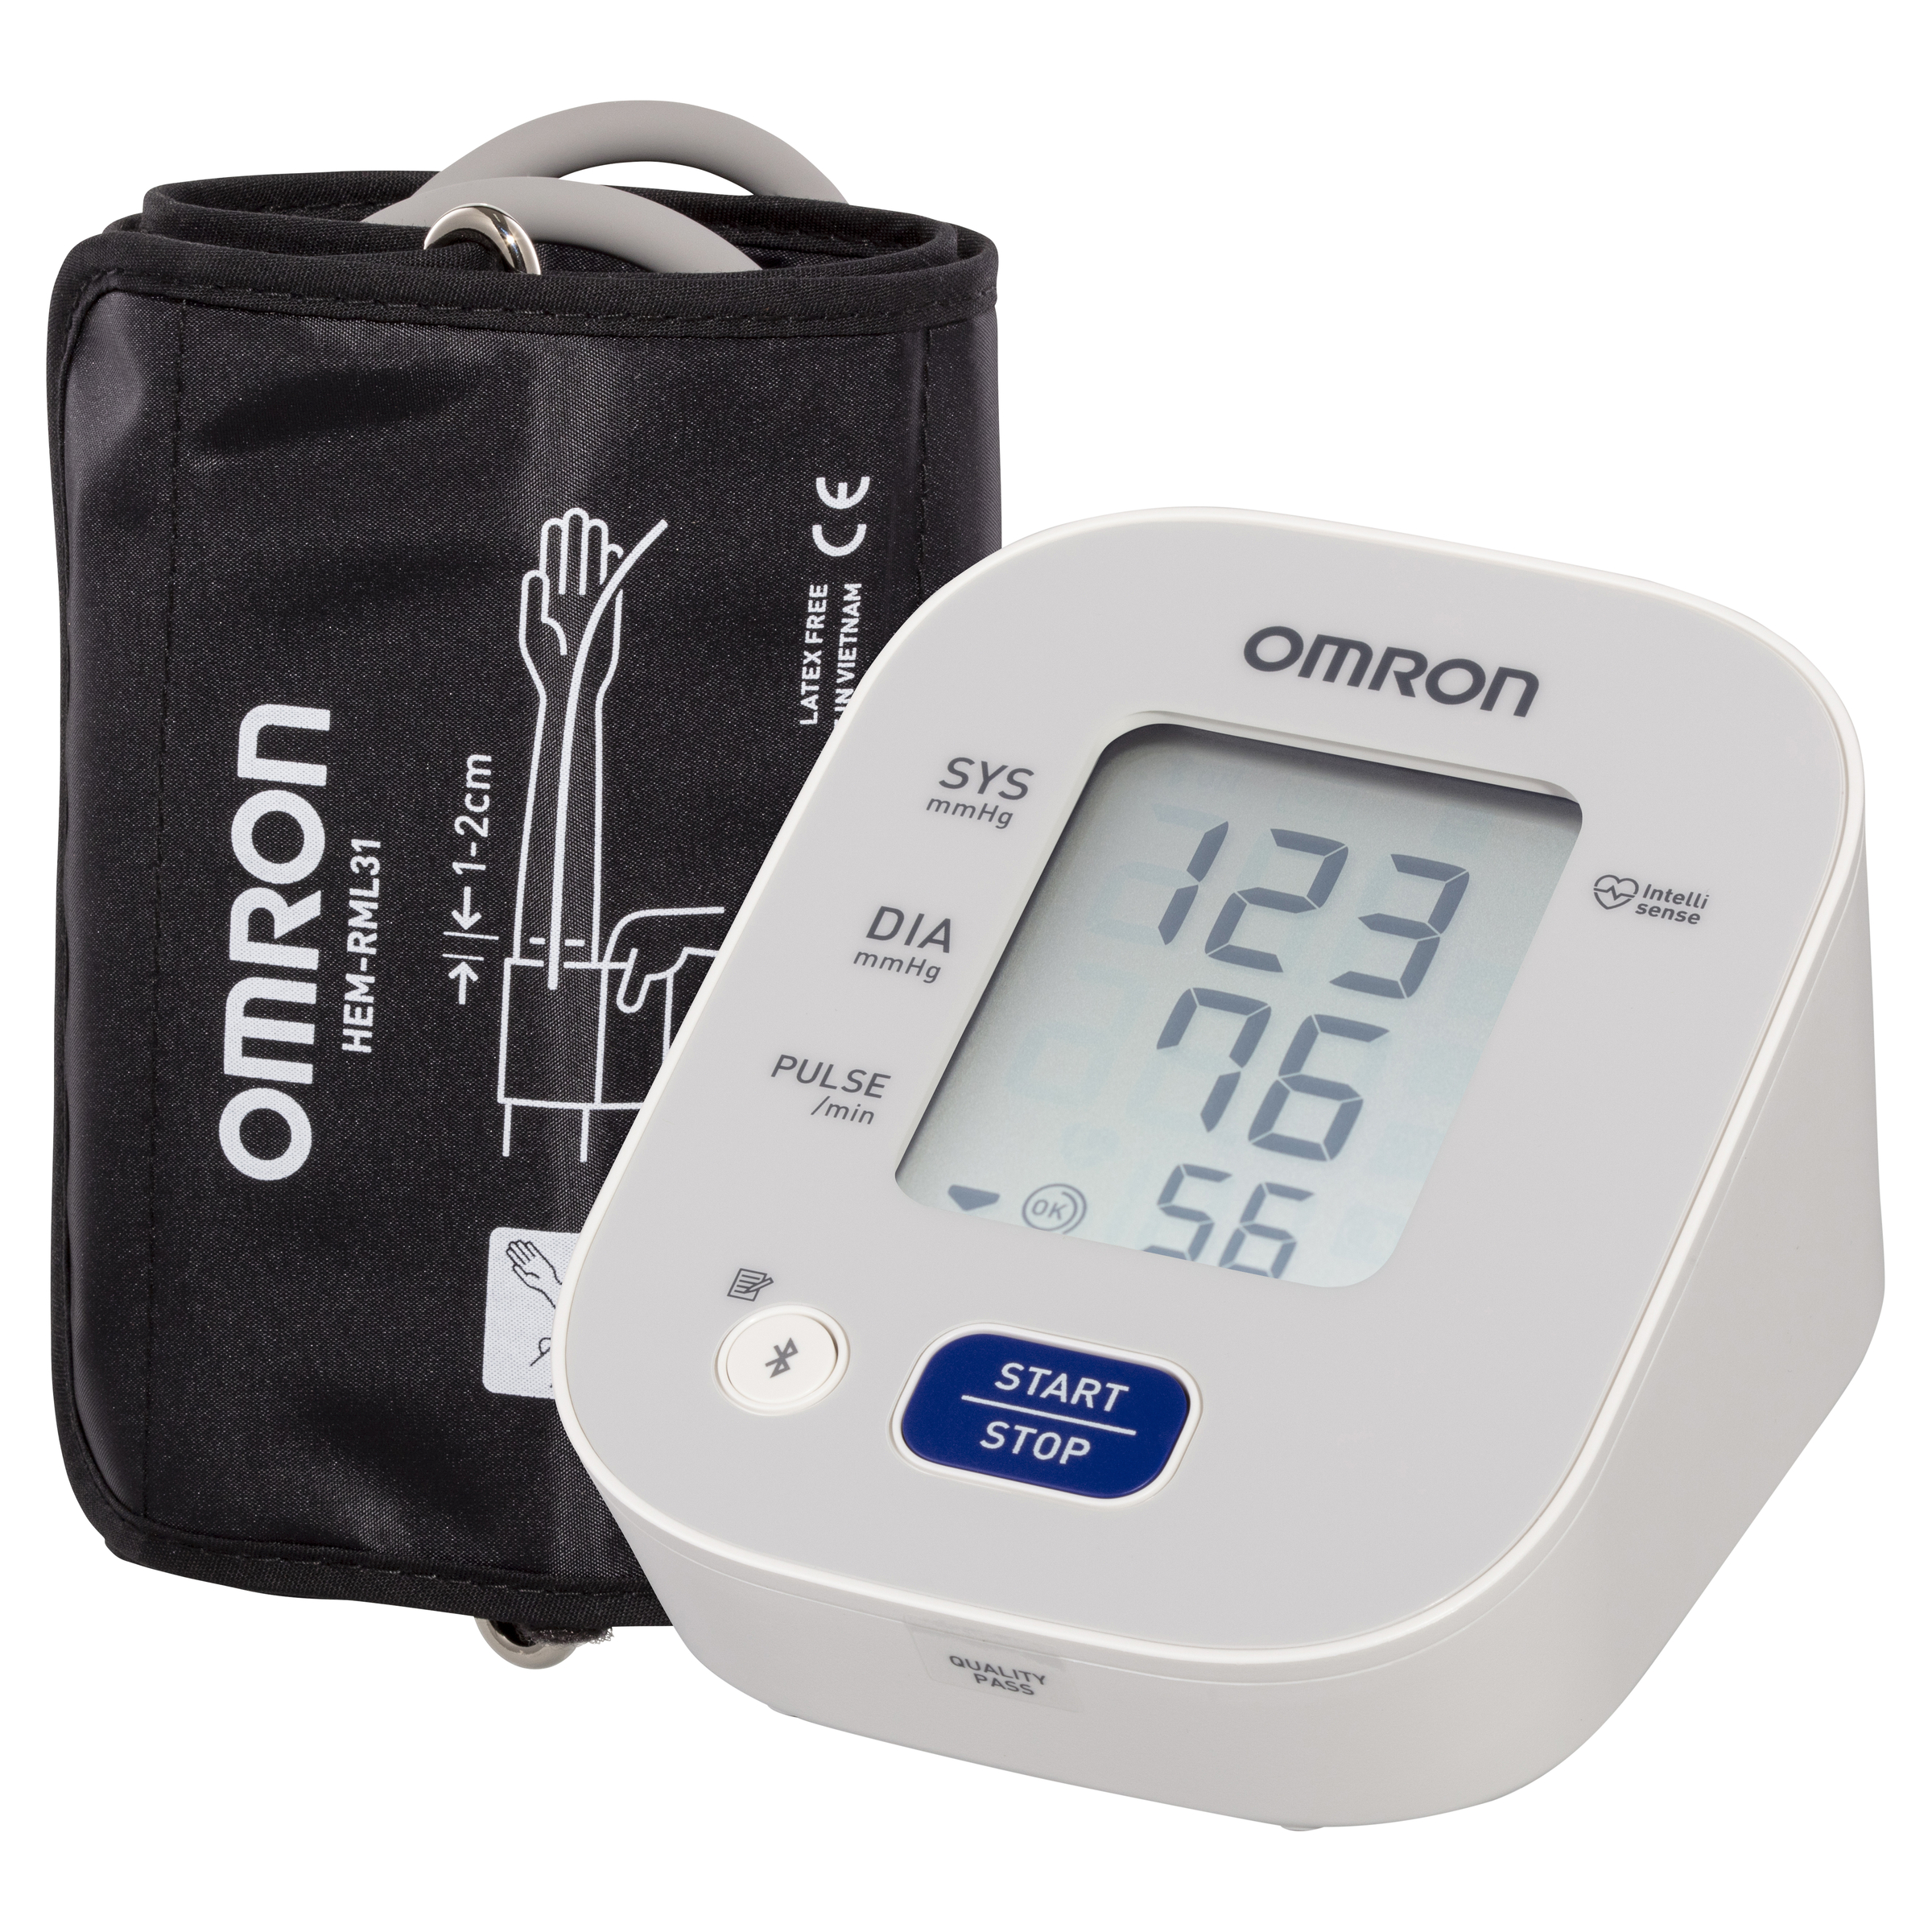 OMRON
HEM-RML31
1-2cm
LATEX FREE
IN VIETNAM
CE
OMRON
SYS
mmHg
123
Intelli
sense
DIA
mmHg
76
PULSE
/min
OK
56
START
STOP
QUALITY
PASS